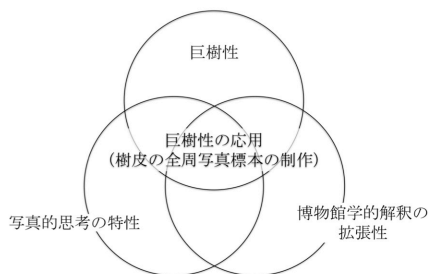 巨樹性
巨樹性の応用
(樹皮の全周写真標本の制作)
写真的思考の特性
博物館学的解釈の
拡張性